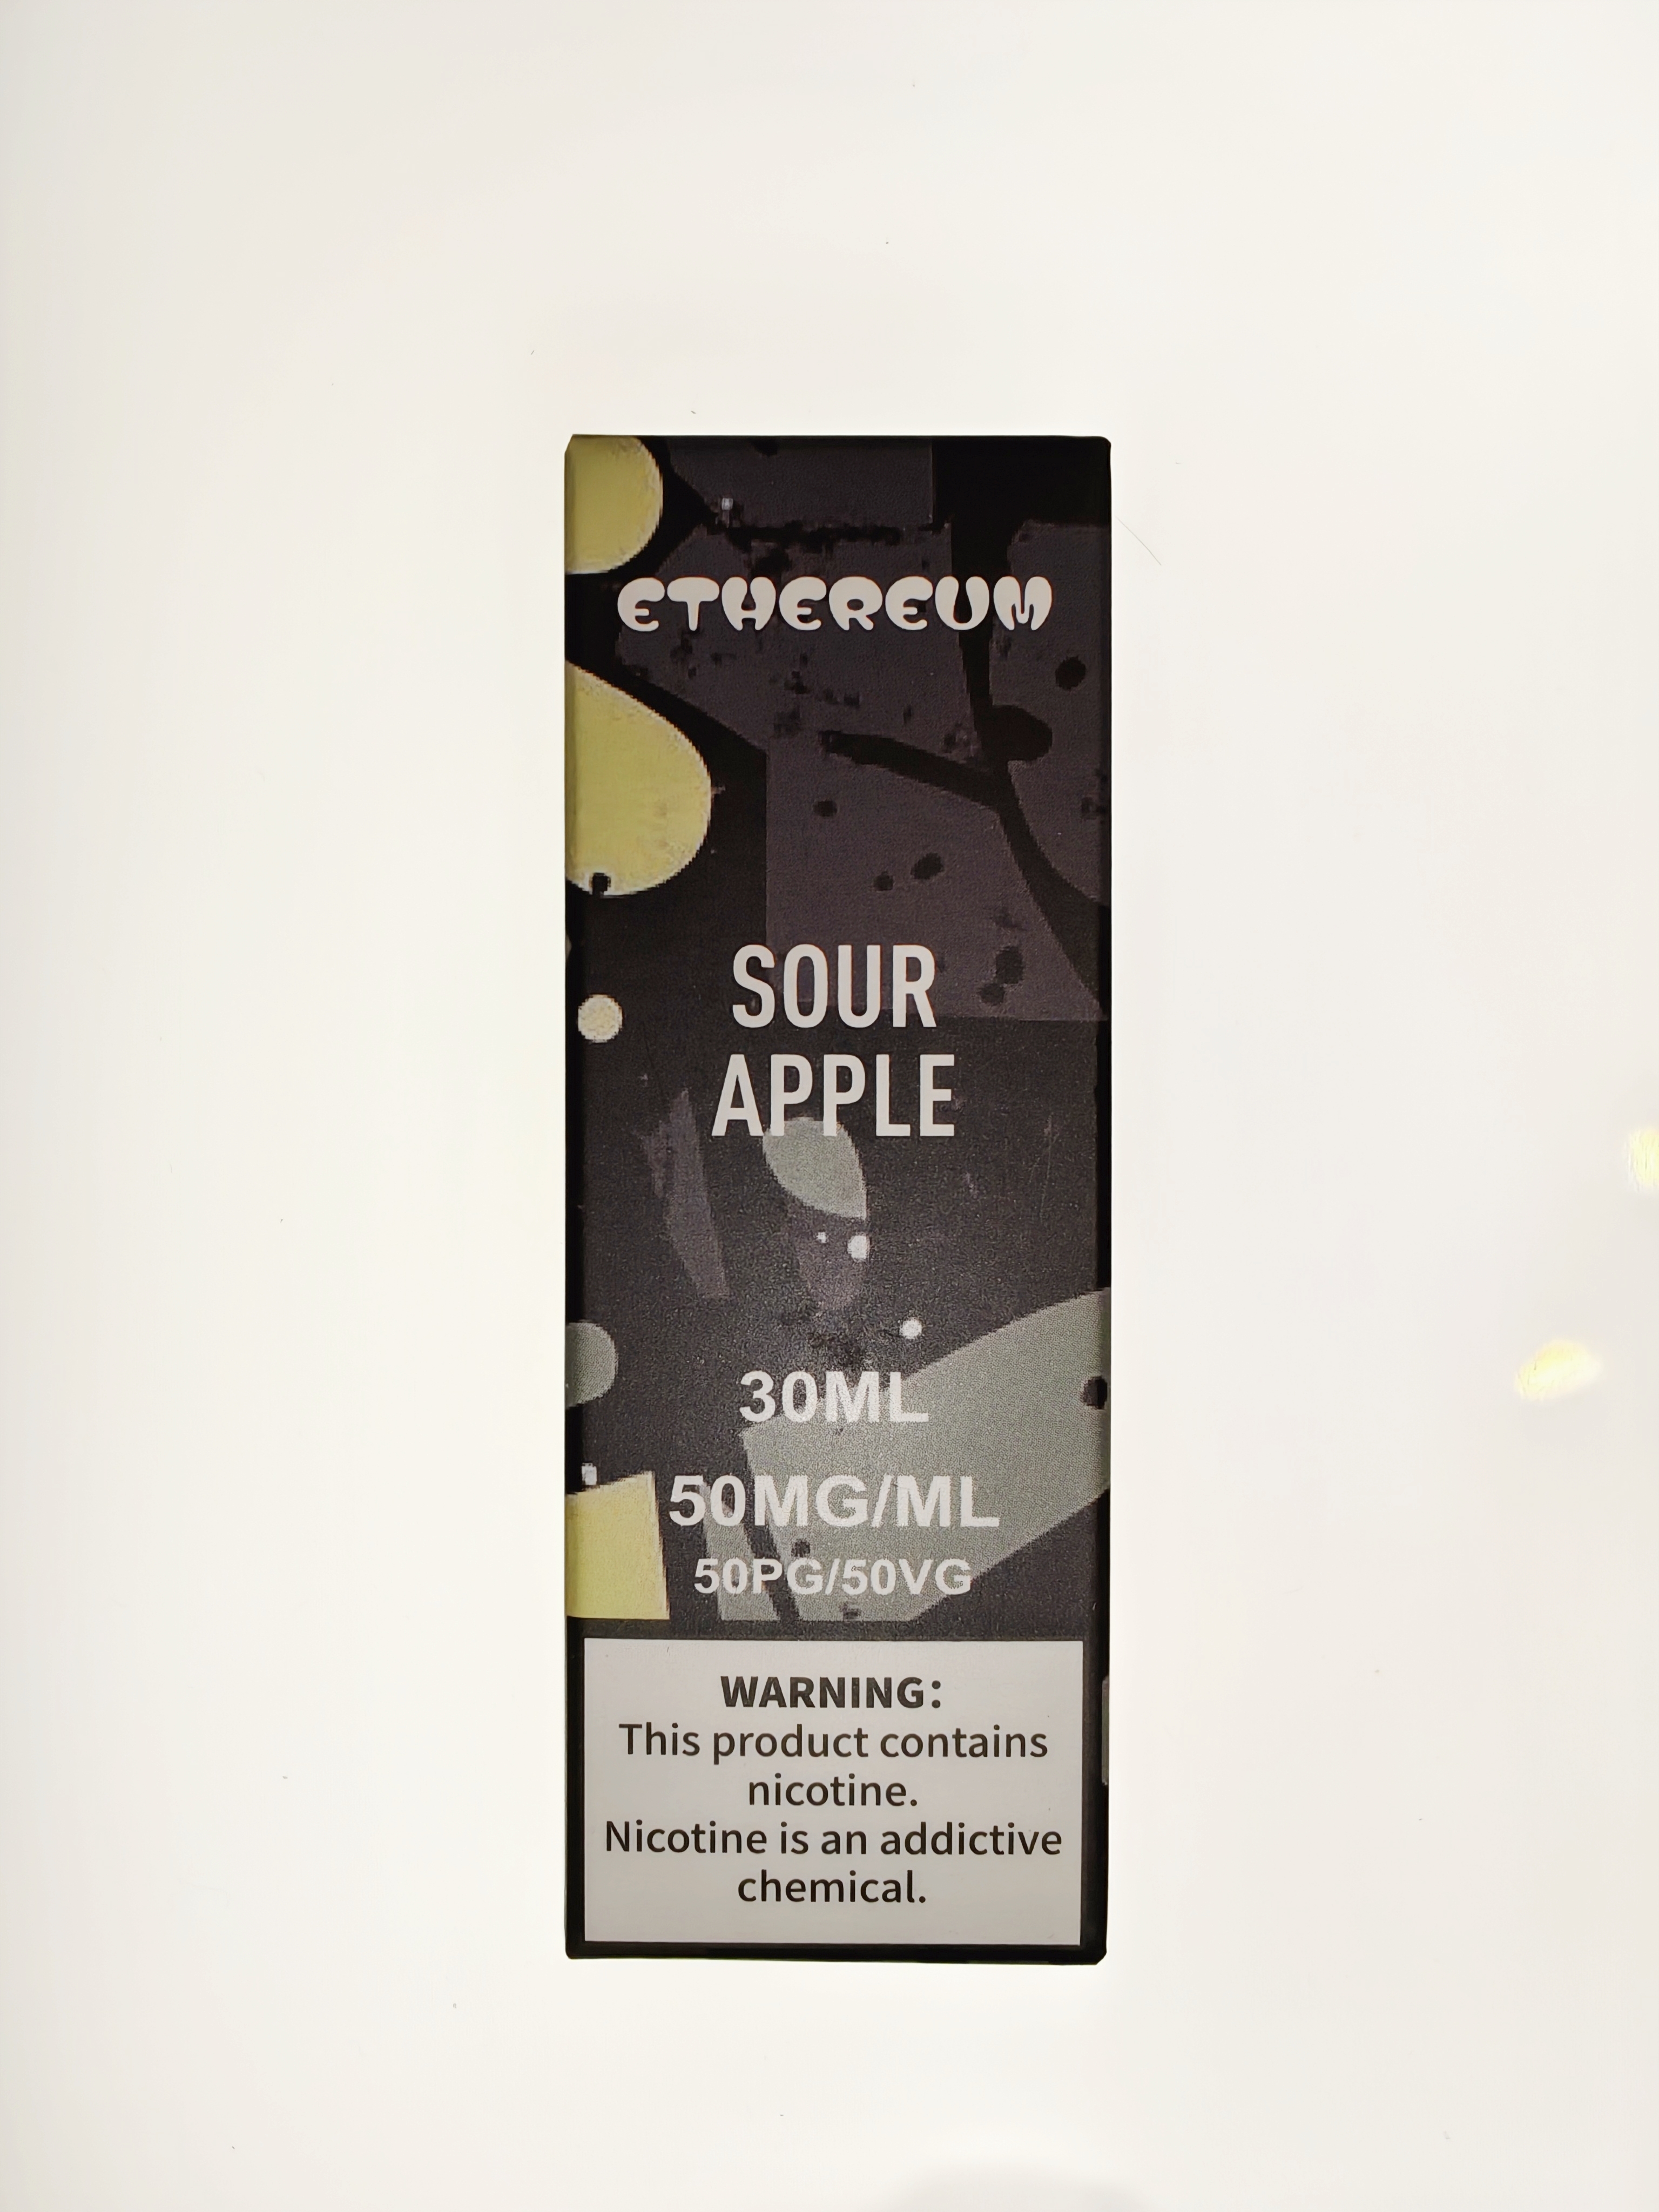 ETHEREUM
SOUR
APPLE
30ML
50MG/ML
50PG/50VG
WARNING:
This product contains
nicotine.
Nicotine is an addictive
chemical.